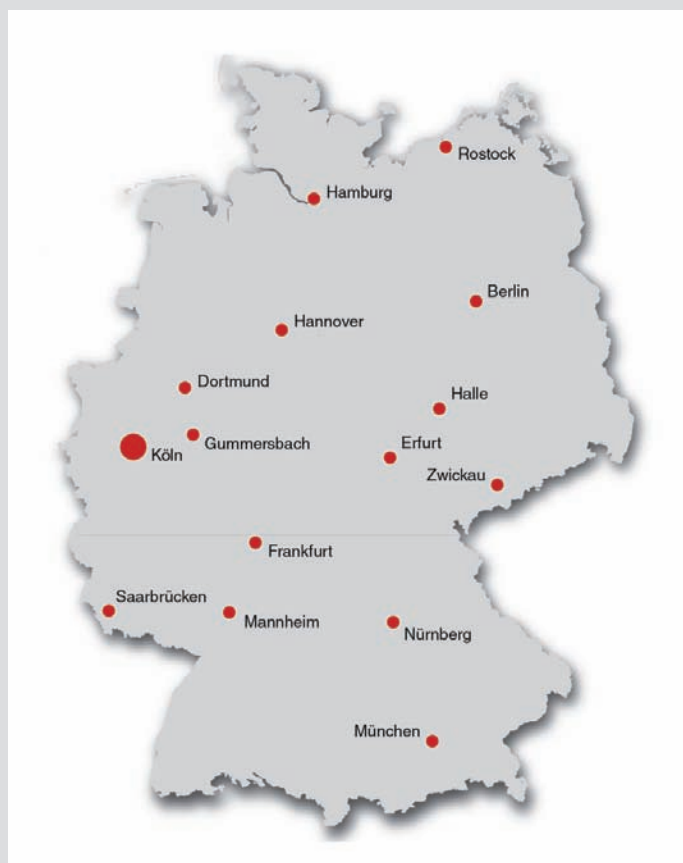 Rostock
Hamburg
Berlin
Hannover
Dortmund
Halle
Gummersbach
Erfurt
Köln
Zwickau
Frankfurt
Saarbrücken
Mannheim
Nürnberg
München